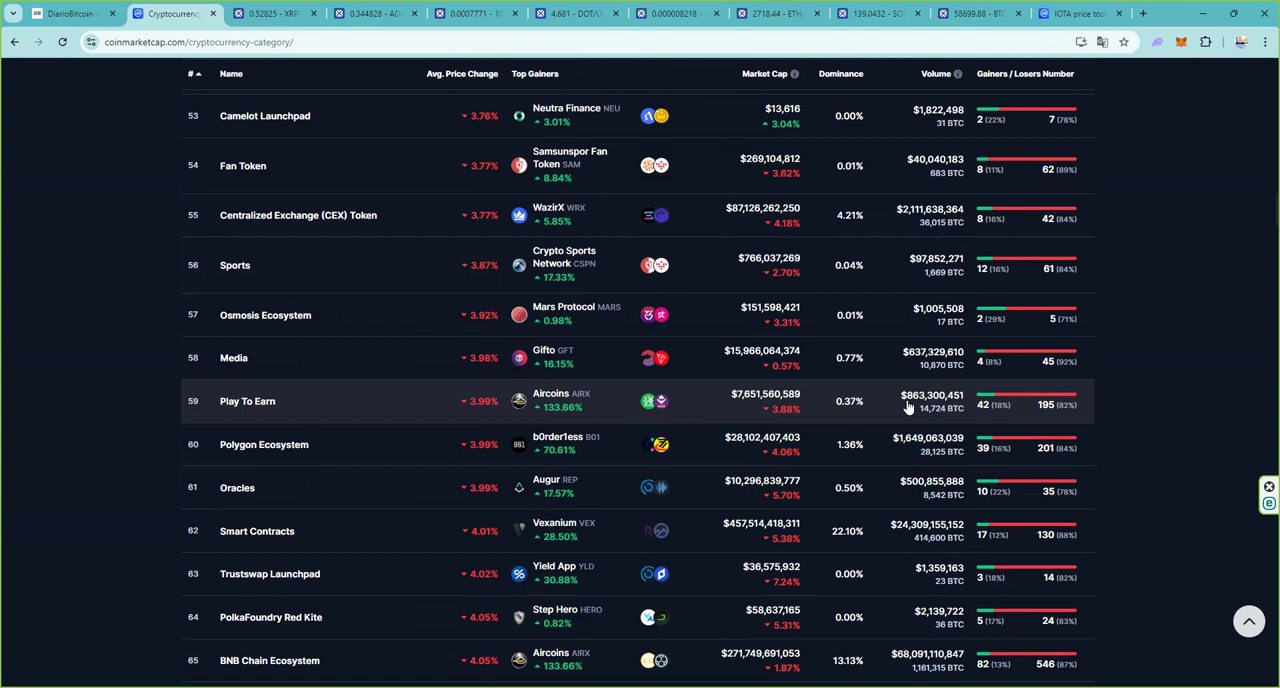 DiarioBitcoin -
Cryptocurrency
0.52825 - XRP/
0.344828 - AD
0.0007771 - 1
4.681 - DOT/U
0.000008218 -
2718.44 - ETH
139.0432 - SO
58699.88 - BTC
IOTA price tod
coinmarketcap.com/cryptocurrency-category/
# Name Avg. Price Change Top Gainers Market Cap Dominance Volume Gainers / Losers Number
53 Camelot Launchpad 3.76% Neutra Finance NEU 3.01% $13,616 3.04% 0.00% $1,822,498 31 BTC 2 (22%) 7 (78%)
54 Fan Token 3.77% Samsunspor Fan Token SAM 8.84% $269,104,812 3.62% 0.01% $40,040,183 683 BTC 8 (11%) 62 (89%)
55 Centralized Exchange (CEX) Token 3.77% WazirX WRX 5.85% $87,126,262,250 4.18% 4.21% $2,111,638,364 36,015 BTC 8 (16%) 42 (84%)
56 Sports 3.87% Crypto Sports Network CSPN 17.33% $766,037,269 2.70% 0.04% $97,852,271 1,669 BTC 12 (16%) 61 (84%)
57 Osmosis Ecosystem 3.92% Mars Protocol MARS 0.98% $151,598,421 3.31% 0.01% $1,005,508 17 BTC 2 (29%) 5 (71%)
58 Media 3.98% Gifto GFT 16.15% $15,966,064,374 0.57% 0.77% $637,329,610 10,870 BTC 4 (8%) 45 (92%)
59 Play To Earn 3.99% Aircoins AIRX 133.66% $7,651,560,589 3.88% 0.37% $863,300,451 14,724 BTC 42 (18%) 195 (82%)
60 Polygon Ecosystem 3.99% b0rder1ess B01 70.61% $28,102,407,403 4.06% 1.36% $1,649,063,039 28,125 BTC 39 (16%) 201 (84%)
61 Oracles 3.99% Augur REP 17.57% $10,296,839,777 5.70% 0.50% $500,855,888 8,542 BTC 10 (22%) 35 (78%)
62 Smart Contracts 4.01% Vexanium VEX 28.50% $457,514,418,311 5.38% 22.10% $24,309,155,152 414,600 BTC 17 (12%) 130 (88%)
63 Trustswap Launchpad 4.02% Yield App YLD 30.88% $36,575,932 7.24% 0.00% $1,359,163 23 BTC 3 (18%) 14 (82%)
64 PolkaFoundry Red Kite 4.05% Step Hero HERO 0.82% $58,637,165 5.31% 0.00% $2,139,722 36 BTC 5 (17%) 24 (83%)
65 BNB Chain Ecosystem 4.05% Aircoins AIRX 133.66% $271,749,691,053 1.87% 13.13% $68,091,110,847 1,161,315 BTC 82 (13%) 546 (87%)